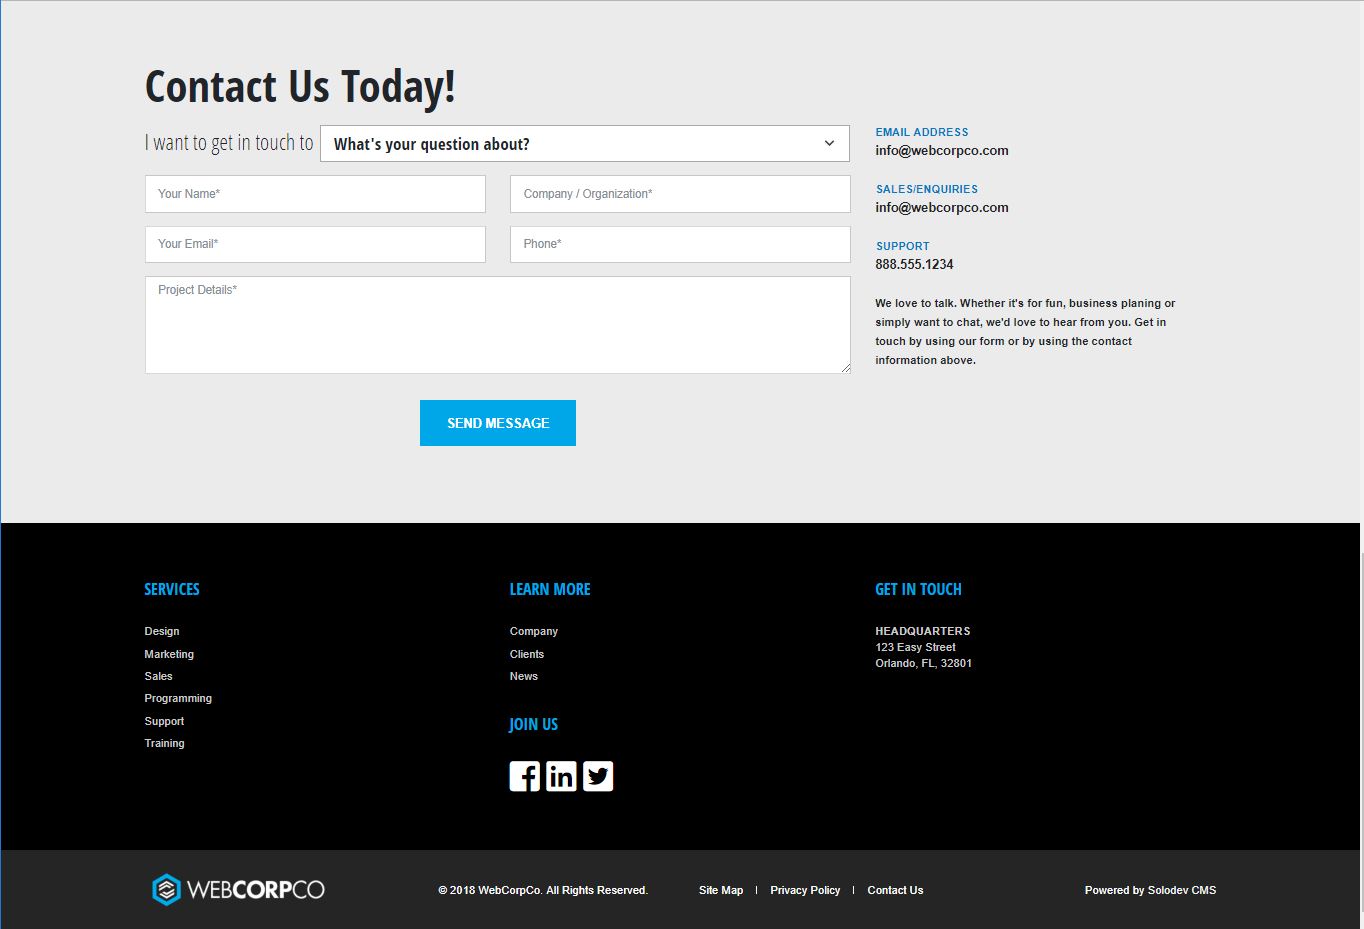 Contact Us Today!
I want to get in touch to
What's your question about?
Your Name*
Company / Organization*
Your Email*
Phone*
Project Details*
SEND MESSAGE
EMAIL ADDRESS
info@webcorpco.com
SALES/ENQUIRIES
info@webcorpco.com
SUPPORT
888.555.1234
We love to talk. Whether it's for fun, business planing or
simply want to chat, we'd love to hear from you. Get in
touch by using our form or by using the contact
information above.
SERVICES
Design
Marketing
Sales
Programming
Support
Training
LEARN MORE
Company
Clients
News
JOIN US
GET IN TOUCH
HEADQUARTERS
123 Easy Street
Orlando, FL, 32801
WEBCORPCO
© 2018 WebCorpCo. All Rights Reserved.
Site Map | Privacy Policy | Contact Us
Powered by Solodev CMS